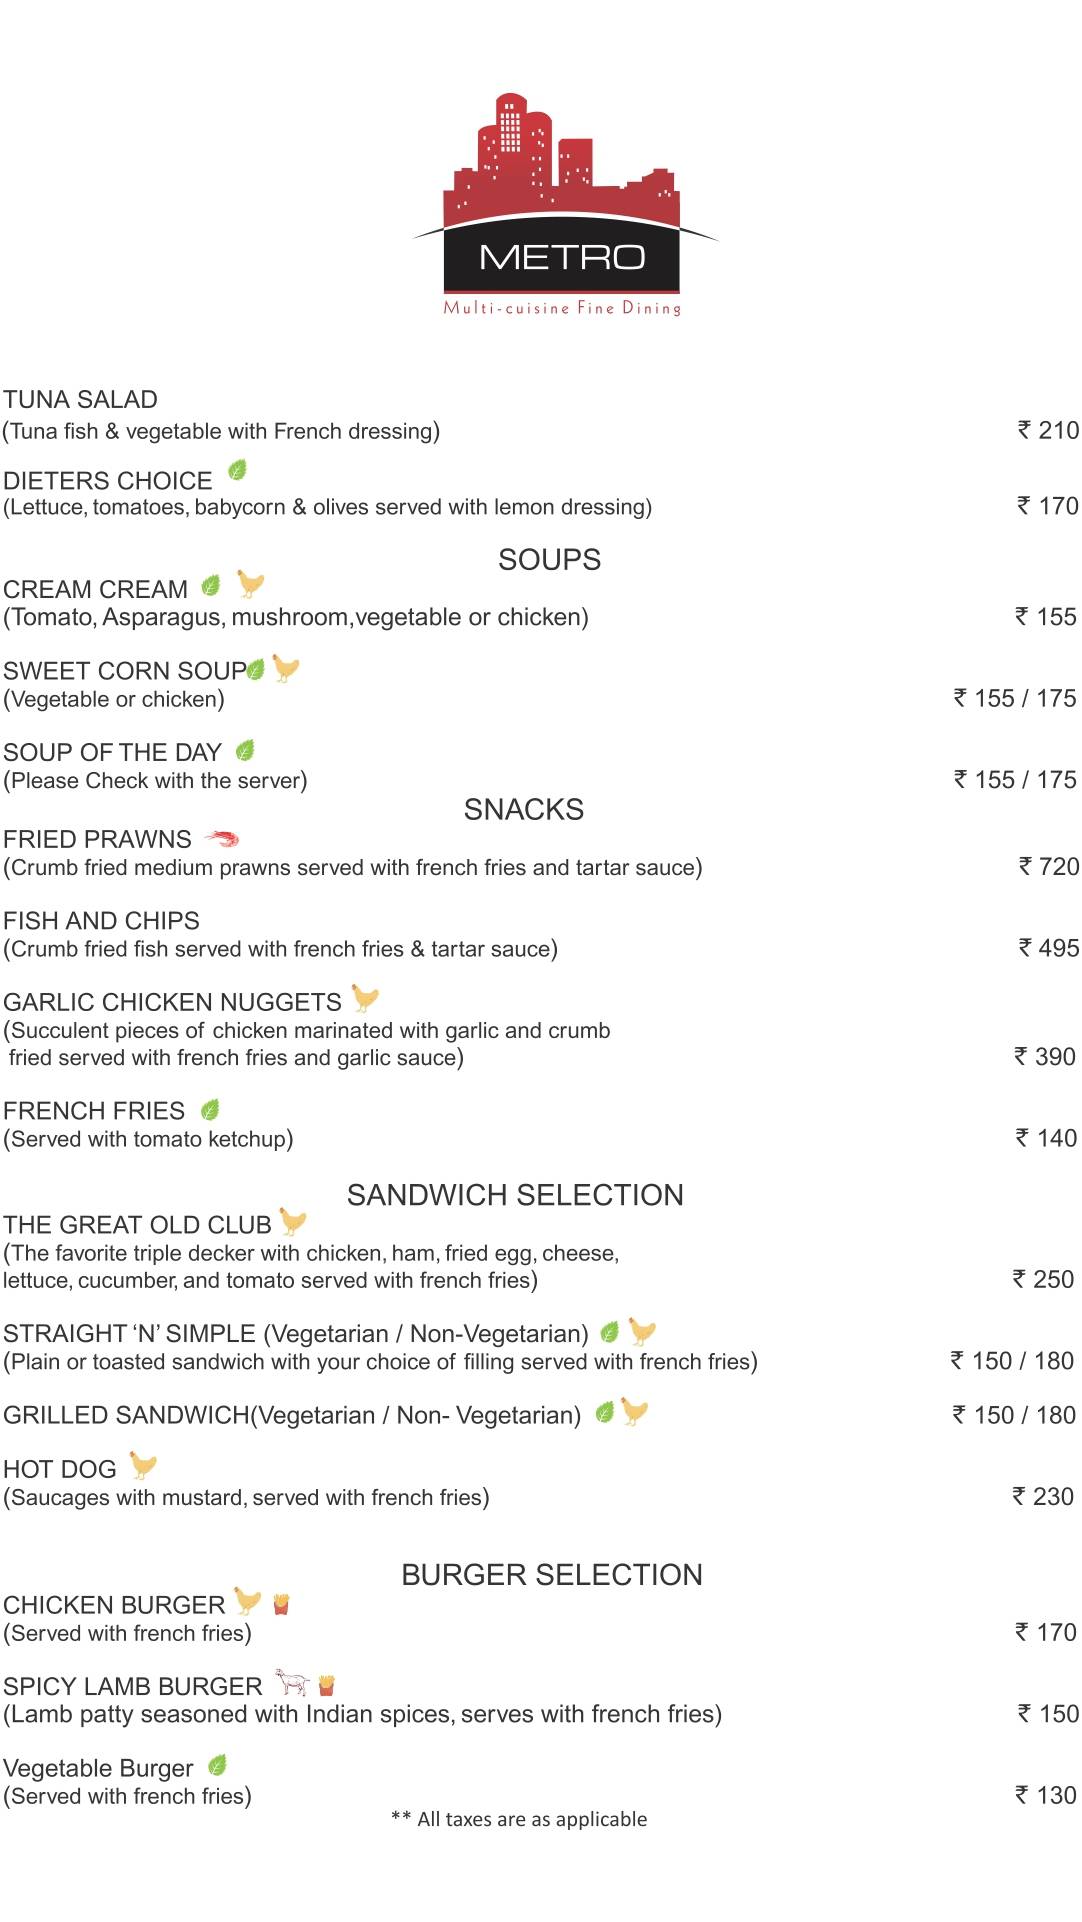 METRO
Multi-cuisine Fine Dining
TUNA SALAD
(Tuna fish & vegetable with French dressing) ₹ 210
DIETERS CHOICE
(Lettuce, tomatoes, babycorn & olives served with lemon dressing) ₹ 170
SOUPS
CREAM CREAM
(Tomato, Asparagus, mushroom,vegetable or chicken) ₹ 155
SWEET CORN SOUP
(Vegetable or chicken) ₹ 155 / 175
SOUP OF THE DAY
(Please Check with the server) ₹ 155 / 175
SNACKS
FRIED PRAWNS
(Crumb fried medium prawns served with french fries and tartar sauce) ₹ 720
FISH AND CHIPS
(Crumb fried fish served with french fries & tartar sauce) ₹ 495
GARLIC CHICKEN NUGGETS
(Succulent pieces of chicken marinated with garlic and crumb
fried served with french fries and garlic sauce) ₹ 390
FRENCH FRIES
(Served with tomato ketchup) ₹ 140
SANDWICH SELECTION
THE GREAT OLD CLUB
(The favorite triple decker with chicken, ham, fried egg, cheese,
lettuce, cucumber, and tomato served with french fries) ₹ 250
STRAIGHT ‘N’ SIMPLE (Vegetarian / Non-Vegetarian)
(Plain or toasted sandwich with your choice of filling served with french fries) ₹ 150 / 180
GRILLED SANDWICH(Vegetarian / Non- Vegetarian) ₹ 150 / 180
HOT DOG
(Saucages with mustard, served with french fries) ₹ 230
BURGER SELECTION
CHICKEN BURGER
(Served with french fries) ₹ 170
SPICY LAMB BURGER
(Lamb patty seasoned with Indian spices, serves with french fries) ₹ 150
Vegetable Burger
(Served with french fries) ₹ 130
** All taxes are as applicable